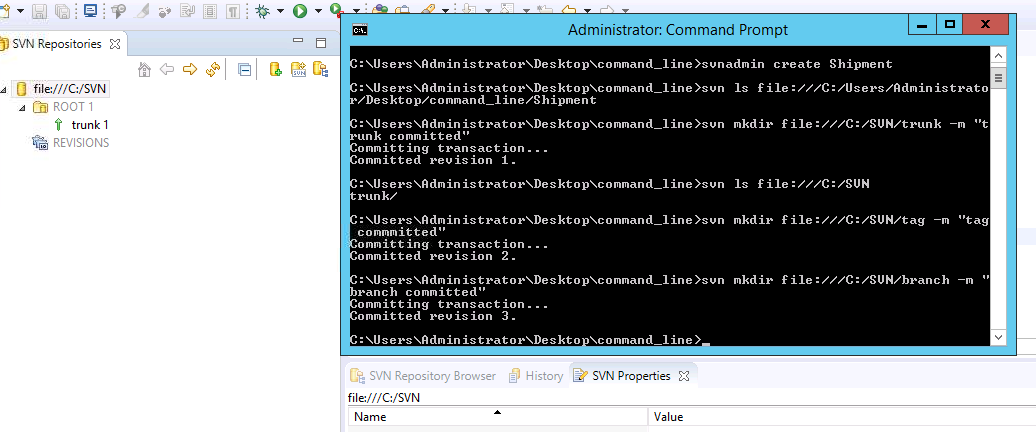 Administrator: Command Prompt
SVN Repositories
file:///C:/SVN
ROOT 1
trunk 1
REVISIONS
C:\Users\Administrator\Desktop\command_line>svnadmin create Shipment
C:\Users\Administrator\Desktop\command_line>svn ls file:///C:/Users/Administrato
r/Desktop/command_line/Shipment
C:\Users\Administrator\Desktop\command_line>svn mkdir file:///C:/SVN/trunk -m "t
runk committed"
Committing transaction...
Committed revision 1.
C:\Users\Administrator\Desktop\command_line>svn ls file:///C:/SVN
trunk/
C:\Users\Administrator\Desktop\command_line>svn mkdir file:///C:/SVN/tag -m "tag
 commmitted"
Committing transaction...
Committed revision 2.
C:\Users\Administrator\Desktop\command_line>svn mkdir file:///C:/SVN/branch -m "
branch committed"
Committing transaction...
Committed revision 3.
C:\Users\Administrator\Desktop\command_line>_
SVN Repository Browser History SVN Properties
file:///C:/SVN
Name Value